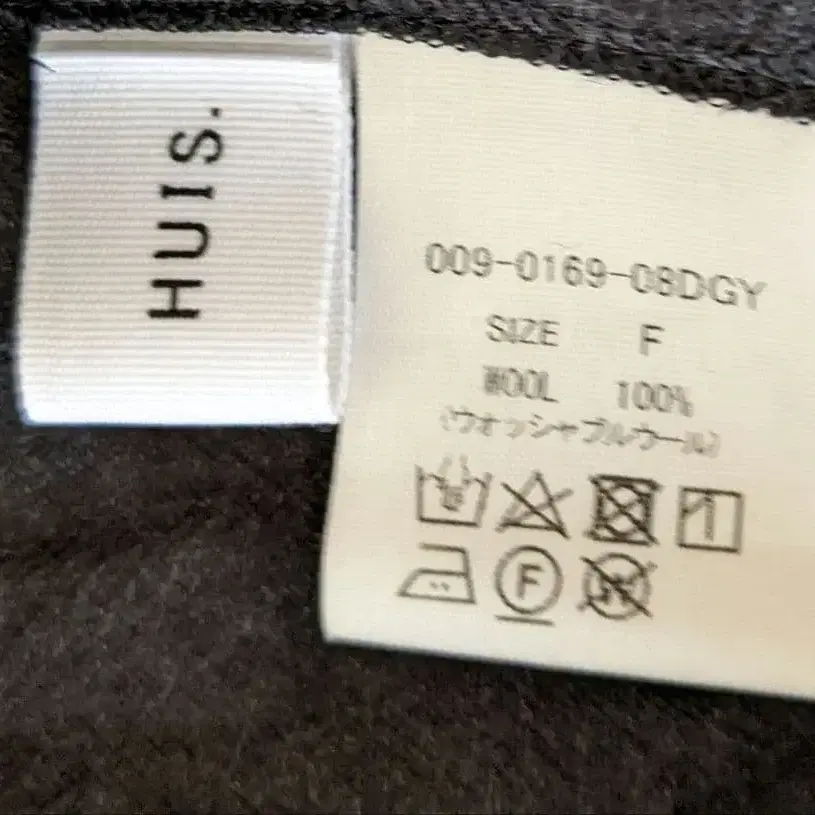 HUIS.
009-0169-08DGY
SIZE F
WOOL 100%
(ウォッシャブルウール)
F